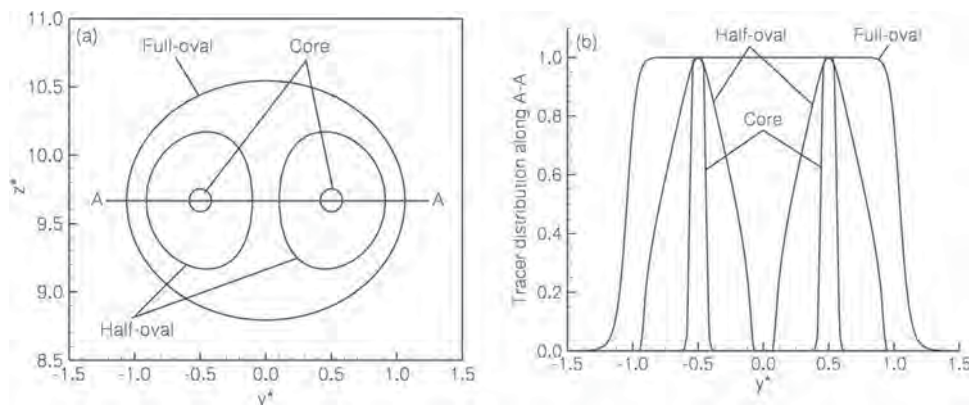 11.0
(a)
Full-oval
Core
10.5
10.0
z*
A
A
9.5
9.0
Half-oval
8.5
-1.5
-1.0
-0.5
0.0
0.5
1.0
1.5
y*
(b)
Half-oval
Full-oval
1.0
Tracer distribution along A-A
0.8
Core
0.6
0.4
0.2
0.0
-1.5
-1.0
-0.5
0.0
0.5
1.0
1.5
y*